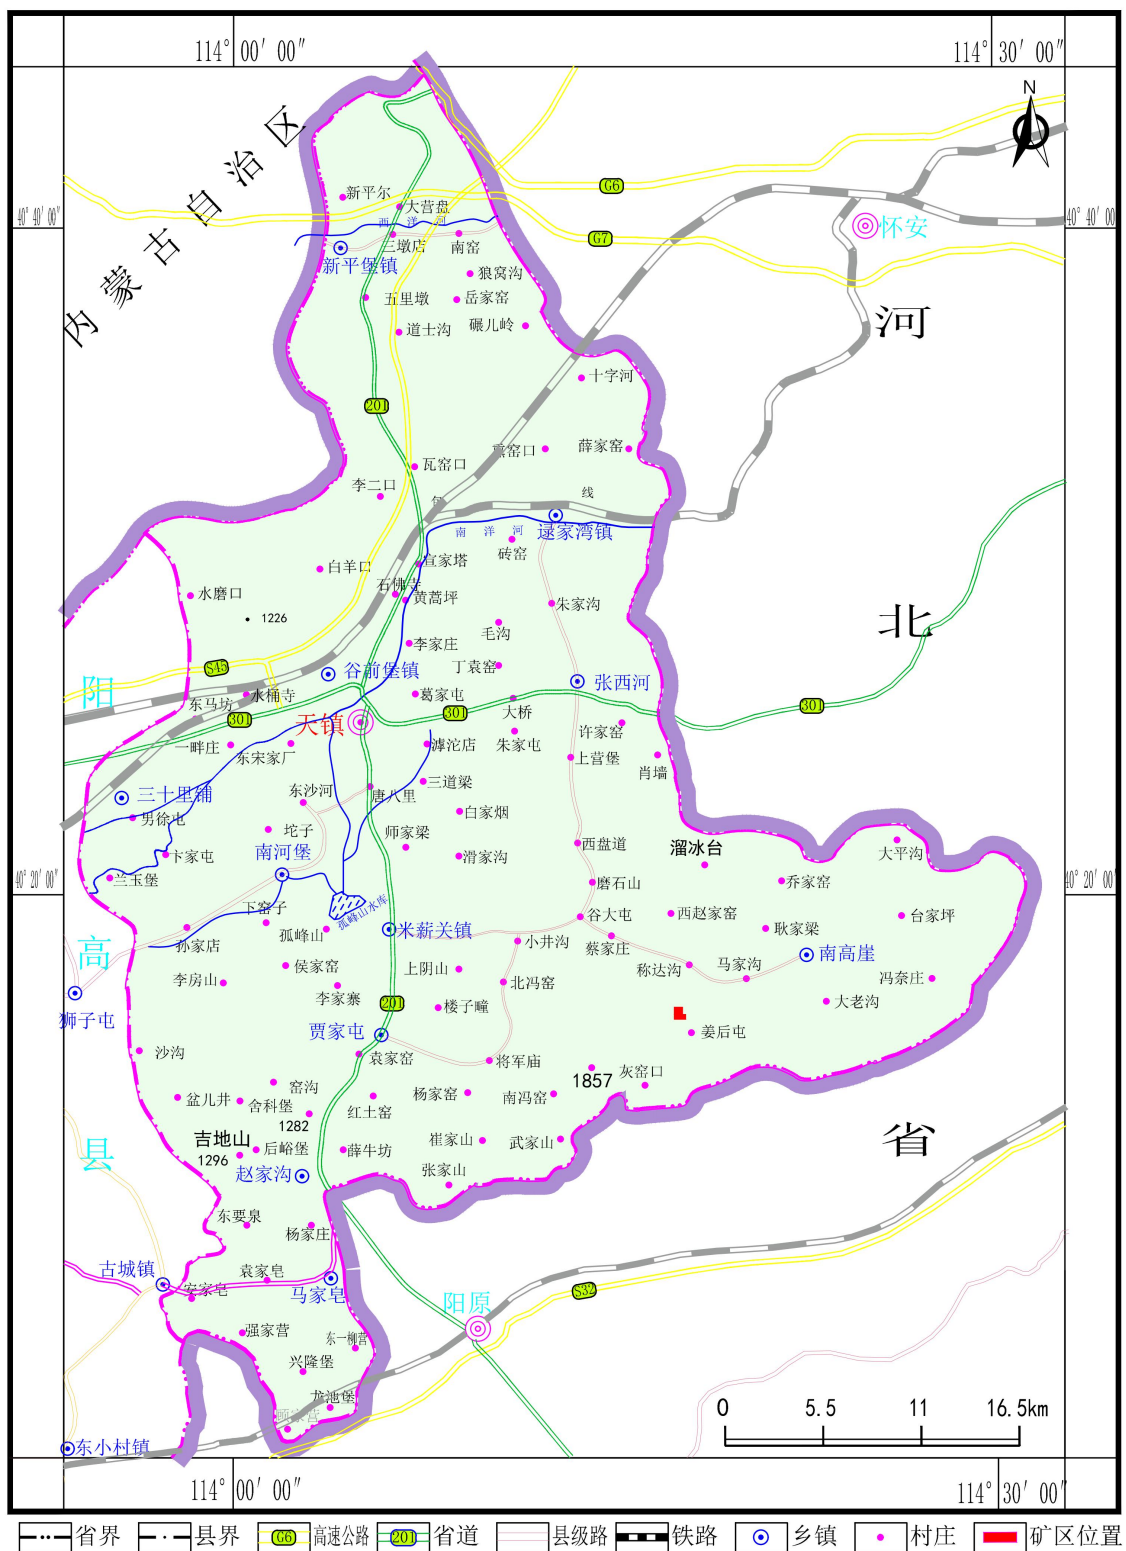 114° 00′ 00″
114° 30′ 00″
N
内蒙古自治区
G6
新平尔
大营盘
西洋河
40° 40′ 00″
40° 40′ 00
怀安
G7
三墩店
南窑
新平堡镇
狼窝沟
五里墩
岳家窑
道士沟
碾儿岭
河
十字河
201
窑口
薛家窑
瓦窑口
李二口
线
南洋河
逯家湾镇
砖窑
宣家塔
白羊口
石佛寺
水磨口
黄蒿坪
朱家沟
1226
北
毛沟
李家庄
丁袁窑
S45
谷前堡镇
张西河
阳
水桶寺
葛家屯
东马坊
301
301
大桥
301
天镇
许家窑
一畔庄
东宋家厂
滹沱店
朱家屯
上营堡
肖墙
三道梁
东沙河
唐八里
三十里铺
白家烟
男徐屯
坨子
师家梁
西盘道
溜冰台
大平沟
卞家屯
南河堡
滑家沟
40° 20′ 00″
40° 20′ 00″
兰玉堡
磨石山
乔家窑
孤峰山水库
下窑子
谷大屯
西赵家窑
台家坪
孙家店
孤峰山
米薪关镇
小井沟
蔡家庄
耿家梁
高
南高崖
侯家窑
上阴山
称达沟
马家沟
李房山
北冯窑
冯奈庄
李家寨
201
楼子疃
大老沟
狮子屯
贾家屯
姜后屯
沙沟
袁家窑
将军庙
1857
灰窑口
窑沟
盆儿井
舍科堡
杨家窑
南冯窑
红土窑
1282
省
吉地山
崔家山
武家山
后峪堡
薛牛坊
1296
县
赵家沟
张家山
东要泉
杨家庄
古城镇
袁家皂
安家皂
马家皂
S32
阳原
强家营
东一柳营
兴隆堡
龙池堡
顾家营
东小村镇
0 5.5 11 16.5km
114° 00′ 00″
114° 30′ 00″
省界 县界 G6 高速公路 201 省道 县级路 铁路 乡镇 村庄 矿区位置